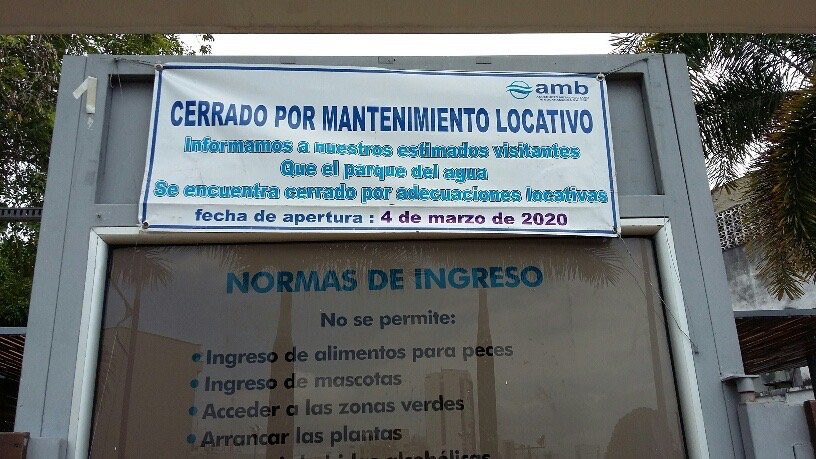 amb
CERRADO POR MANTENIMIENTO LOCATIVO
Informamos a nuestros estimados visitantes
Que el parque del agua
Se encuentra cerrado por adecuaciones locativas
fecha de apertura : 4 de marzo de 2020
NORMAS DE INGRESO
No se permite:
• Ingreso de alimentos para peces
• Ingreso de mascotas
• Acceder a las zonas verdes
• Arrancar las plantas
bebidas alcohólicas